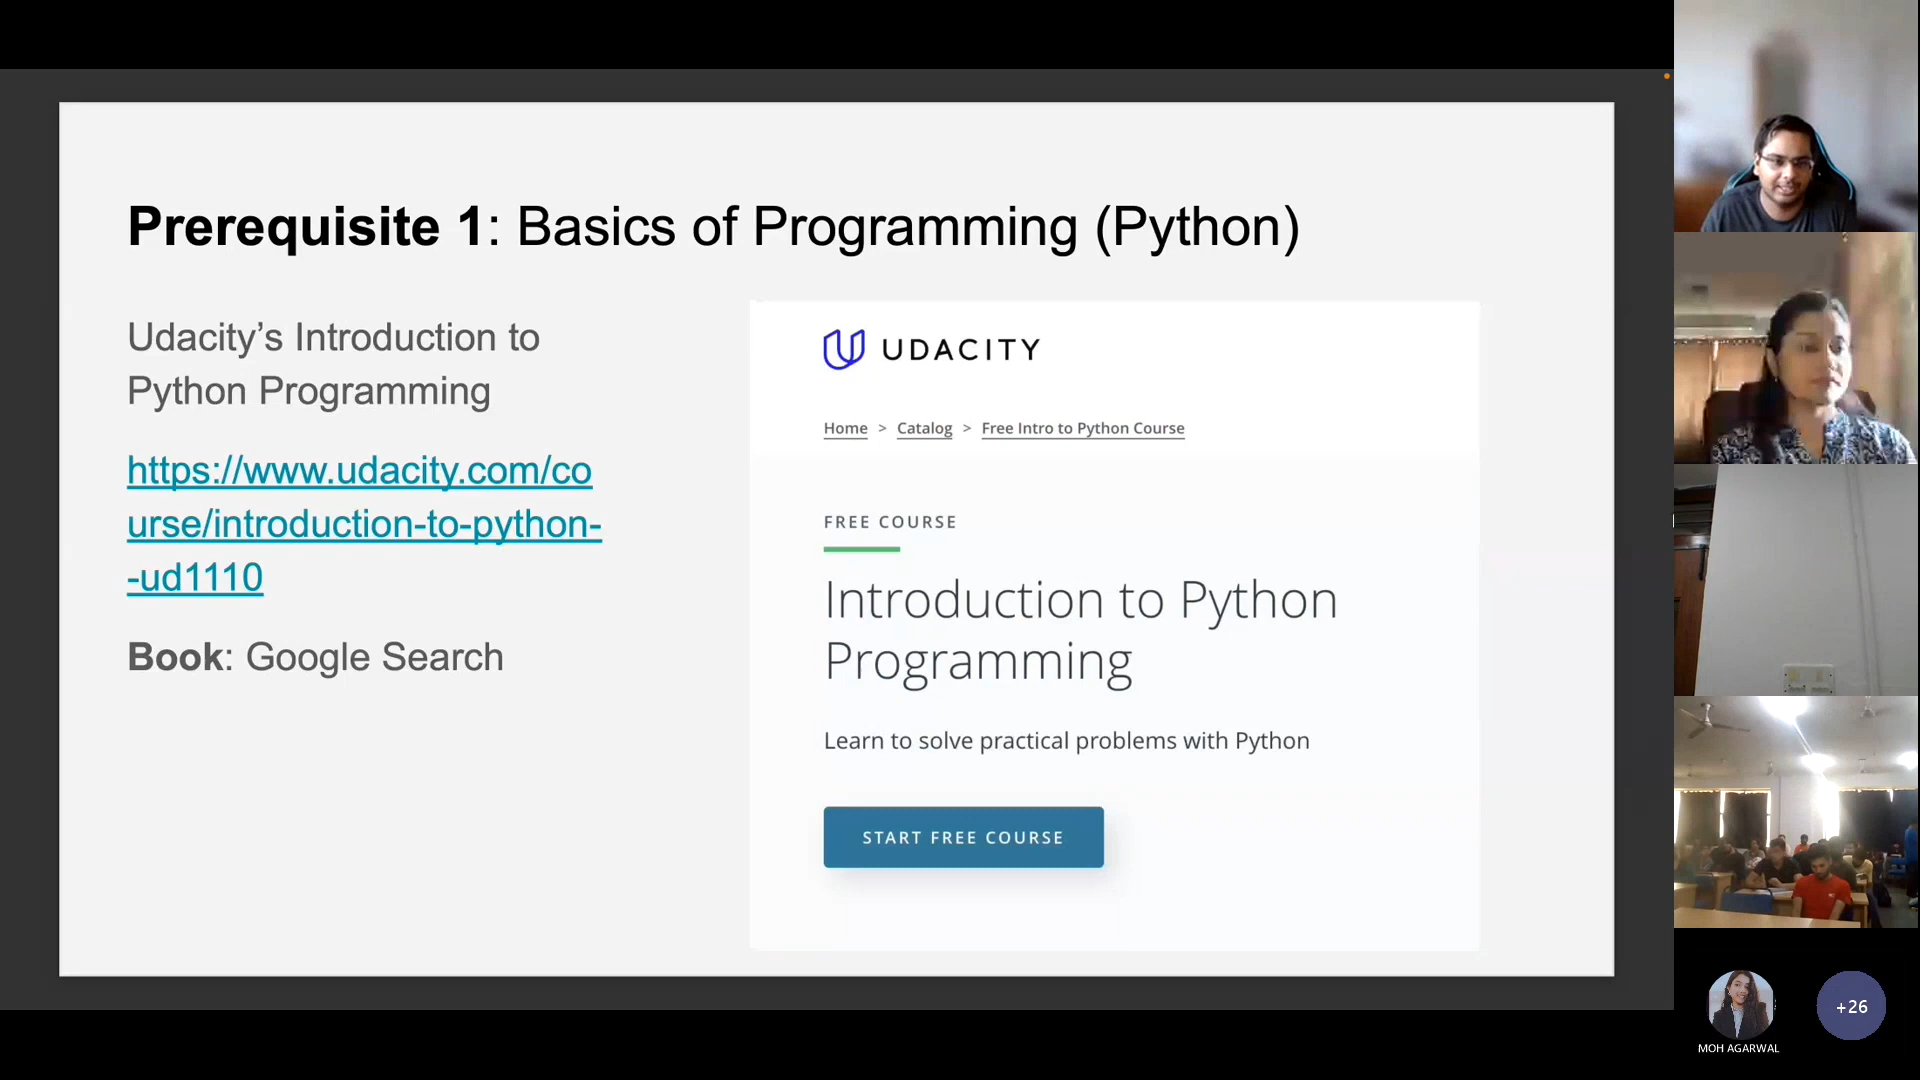 Prerequisite 1: Basics of Programming (Python)
Udacity’s Introduction to
Python Programming
https://www.udacity.com/co
urse/introduction-to-python-
-ud1110
Book: Google Search
UDACITY
Home > Catalog > Free Intro to Python Course
FREE COURSE
Introduction to Python
Programming
Learn to solve practical problems with Python
START FREE COURSE
+26
MOH AGARWAL